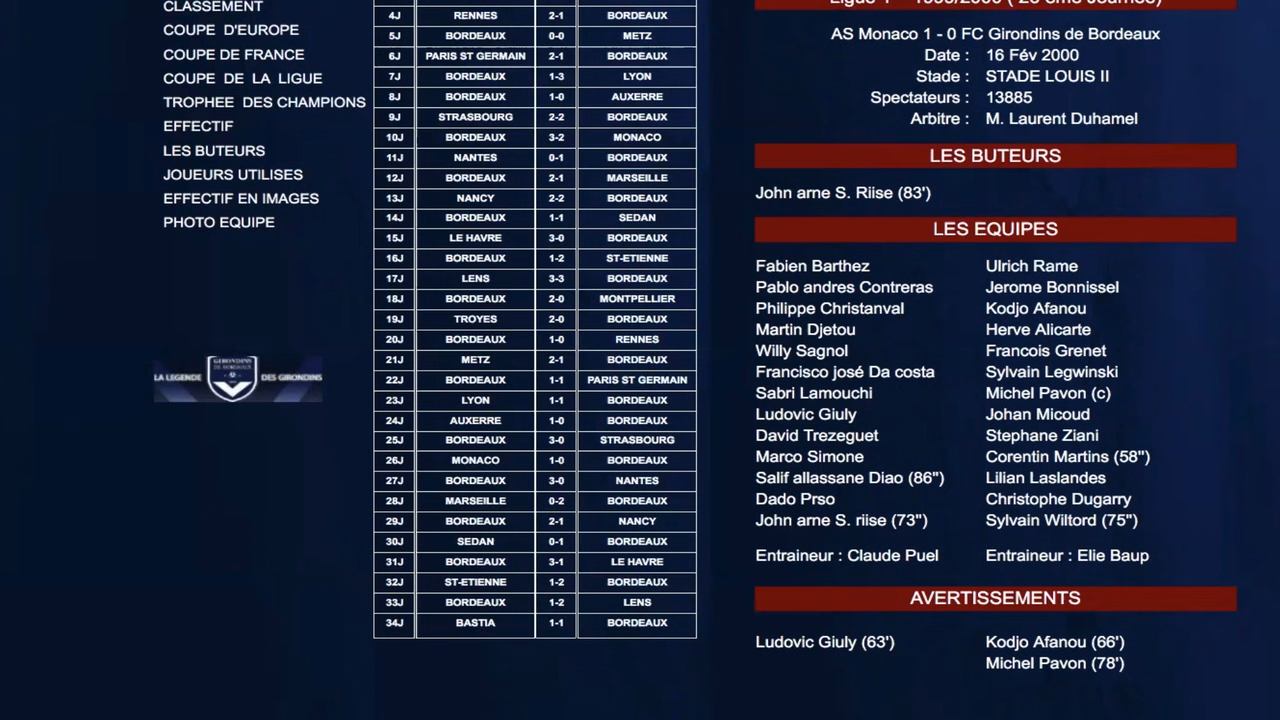 CLASSEMENT
COUPE D'EUROPE
COUPE DE FRANCE
COUPE DE LA LIGUE
TROPHEE DES CHAMPIONS
EFFECTIF
LES BUTEURS
JOUEURS UTILISES
EFFECTIF EN IMAGES
PHOTO EQUIPE
GIRONDINS
DE BORDEAUX
LA LEGENDE DES GIRONDINS
4J RENNES 2-1 BORDEAUX
5J BORDEAUX 0-0 METZ
6J PARIS ST GERMAIN 2-1 BORDEAUX
7J BORDEAUX 1-3 LYON
8J BORDEAUX 1-0 AUXERRE
9J STRASBOURG 2-2 BORDEAUX
10J BORDEAUX 3-2 MONACO
11J NANTES 0-1 BORDEAUX
12J BORDEAUX 2-1 MARSEILLE
13J NANCY 2-2 BORDEAUX
14J BORDEAUX 1-1 SEDAN
15J LE HAVRE 3-0 BORDEAUX
16J BORDEAUX 1-2 ST-ETIENNE
17J LENS 3-3 BORDEAUX
18J BORDEAUX 2-0 MONTPELLIER
19J TROYES 2-0 BORDEAUX
20J BORDEAUX 1-0 RENNES
21J METZ 2-1 BORDEAUX
22J BORDEAUX 1-1 PARIS ST GERMAIN
23J LYON 1-1 BORDEAUX
24J AUXERRE 1-0 BORDEAUX
25J BORDEAUX 3-0 STRASBOURG
26J MONACO 1-0 BORDEAUX
27J BORDEAUX 3-0 NANTES
28J MARSEILLE 0-2 BORDEAUX
29J BORDEAUX 2-1 NANCY
30J SEDAN 0-1 BORDEAUX
31J BORDEAUX 3-1 LE HAVRE
32J ST-ETIENNE 1-2 BORDEAUX
33J BORDEAUX 1-2 LENS
34J BASTIA 1-1 BORDEAUX
Ligue 1 - 1999/2000 ( 26 ème Journée)
AS Monaco 1 - 0 FC Girondins de Bordeaux
Date : 16 Fév 2000
Stade : STADE LOUIS II
Spectateurs : 13885
Arbitre : M. Laurent Duhamel
LES BUTEURS
John arne S. Riise (83')
LES EQUIPES
Fabien Barthez Ulrich Rame
Pablo andres Contreras Jerome Bonnissel
Philippe Christanval Kodjo Afanou
Martin Djetou Herve Alicarte
Willy Sagnol Francois Grenet
Francisco josé Da costa Sylvain Legwinski
Sabri Lamouchi Michel Pavon (c)
Ludovic Giuly Johan Micoud
David Trezeguet Stephane Ziani
Marco Simone Corentin Martins (58")
Salif allassane Diao (86") Lilian Laslandes
Dado Prso Christophe Dugarry
John arne S. riise (73") Sylvain Wiltord (75")
Entraineur : Claude Puel Entraineur : Elie Baup
AVERTISSEMENTS
Ludovic Giuly (63') Kodjo Afanou (66')
Michel Pavon (78')